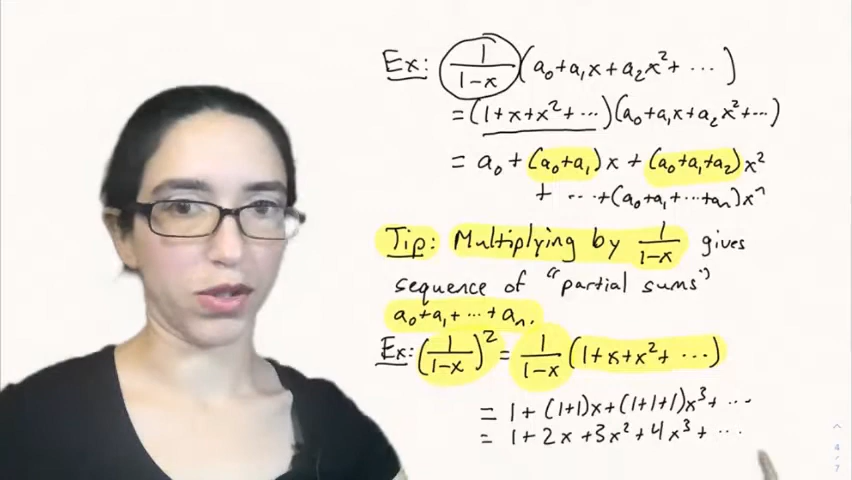 Ex: 1/(1-x) (a₀+a₁x+a₂x²+ ⋯ )
= (1+x+x²+ ⋯)(a₀+a₁x+a₂x²+⋯)
= a₀ + (a₀+a₁)x + (a₀+a₁+a₂)x²
+ ⋯ +(a₀+a₁+⋯+aₙ)xⁿ
Tip: Multiplying by 1/(1-x) gives
sequence of "partial sums"
a₀+a₁+ ⋯ +aₙ.
Ex: (1/(1-x))² = 1/(1-x) (1+x+x²+ ⋯)
= 1+ (1+1)x+(1+1+1)x³+ ⋯
= 1+2x+3x²+4x³+ ⋯
4
/
7